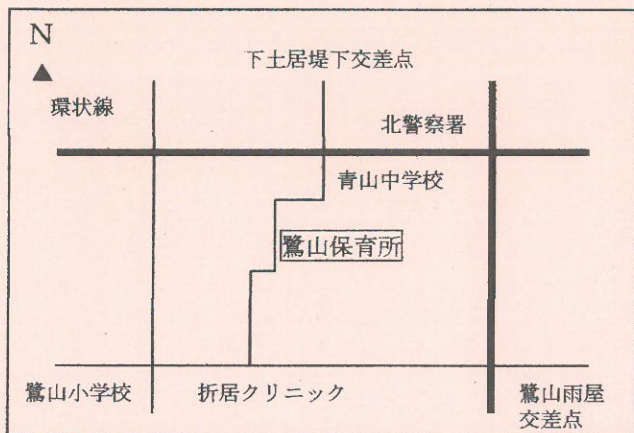 N
下土居堤下交差点
環状線
北警察署
青山中学校
鷺山保育所
鷺山小学校
折居クリニック
鷺山雨屋
交差点